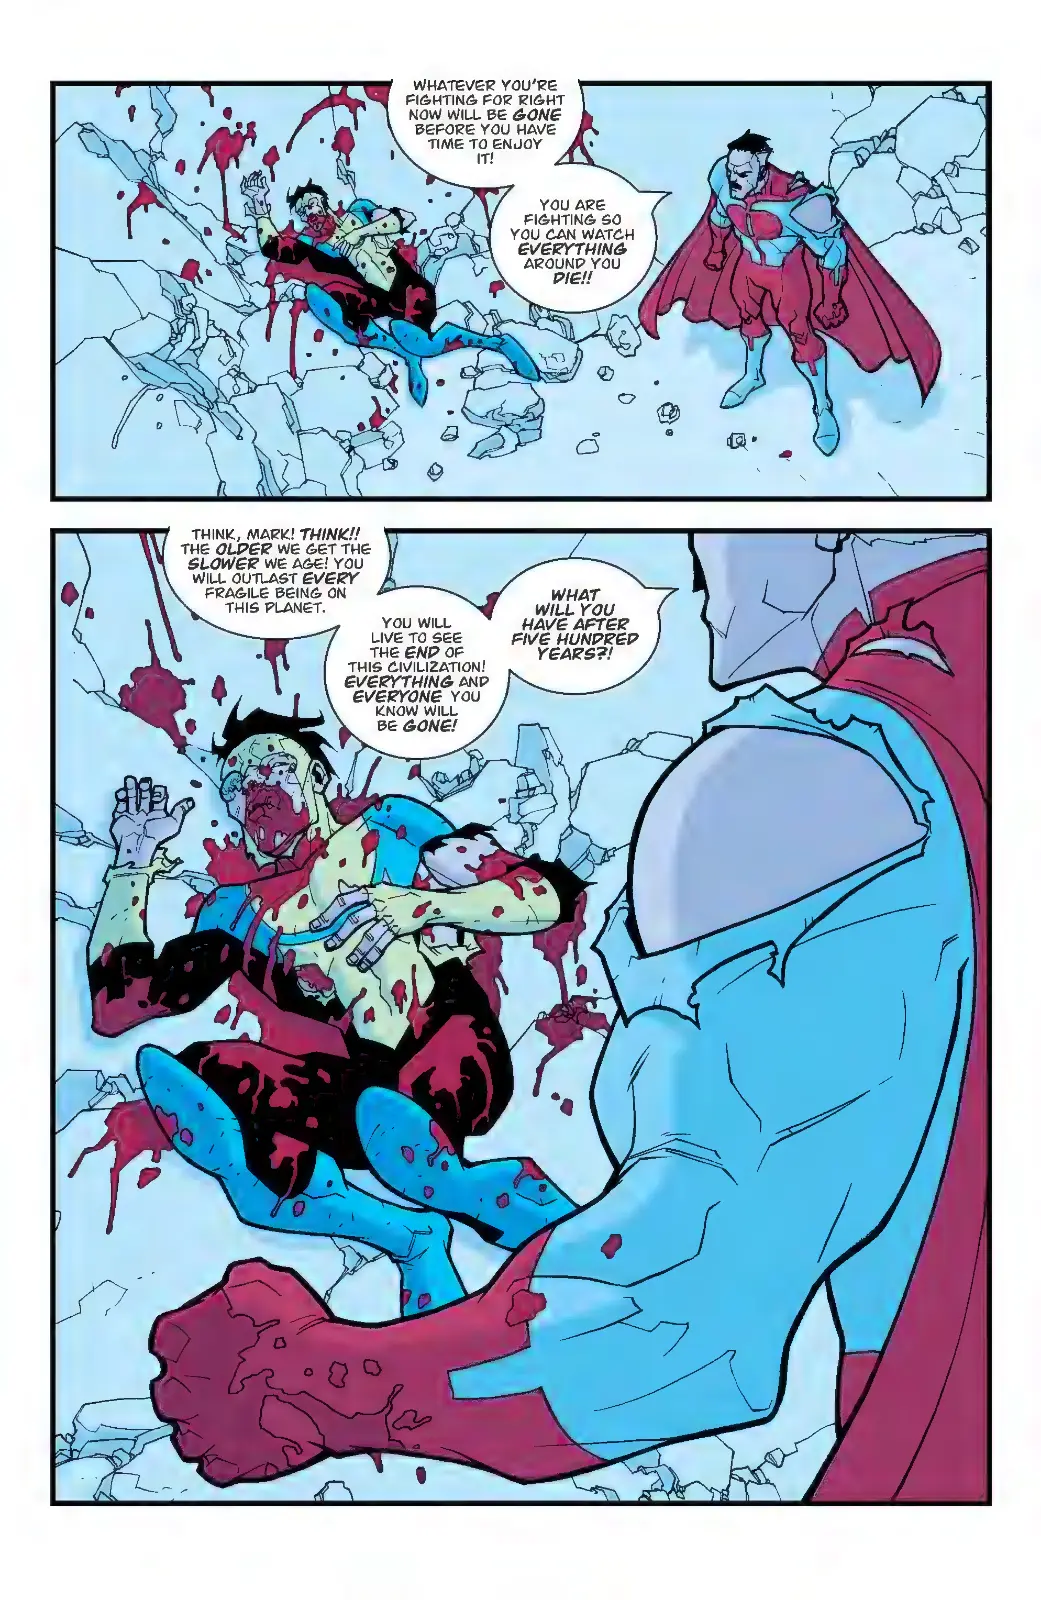 WHATEVER YOU'RE
FIGHTING FOR RIGHT
NOW WILL BE GONE
BEFORE YOU HAVE
TIME TO ENJOY
IT!
YOU ARE
FIGHTING SO
YOU CAN WATCH
EVERYTHING
AROUND YOU
DIE!!
THINK, MARK! THINK!!
THE OLDER WE GET THE
SLOWER WE AGE! YOU
WILL OUTLAST EVERY
FRAGILE BEING ON
THIS PLANET.
YOU WILL
LIVE TO SEE
THE END OF
THIS CIVILIZATION!
EVERYTHING AND
EVERYONE YOU
KNOW WILL
BE GONE!
WHAT
WILL YOU
HAVE AFTER
FIVE HUNDRED
YEARS?!